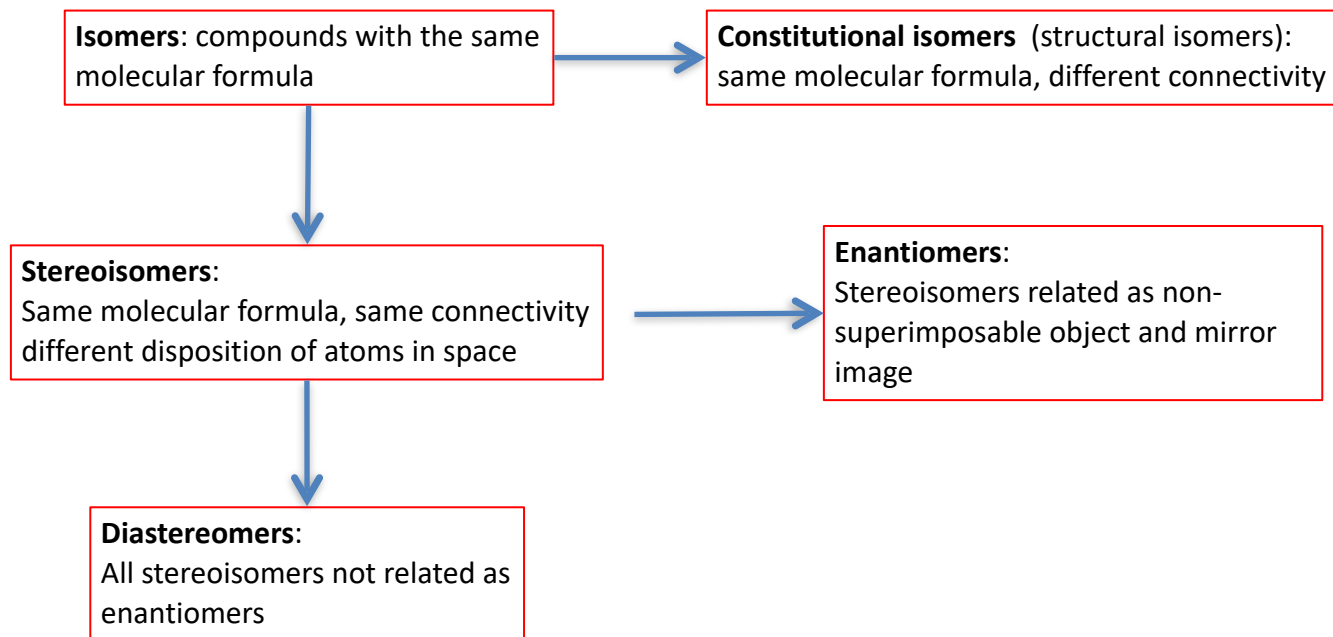 Isomers: compounds with the same
molecular formula
Constitutional isomers (structural isomers):
same molecular formula, different connectivity
Stereoisomers:
Same molecular formula, same connectivity
different disposition of atoms in space
Enantiomers:
Stereoisomers related as non-
superimposable object and mirror
image
Diastereomers:
All stereoisomers not related as
enantiomers